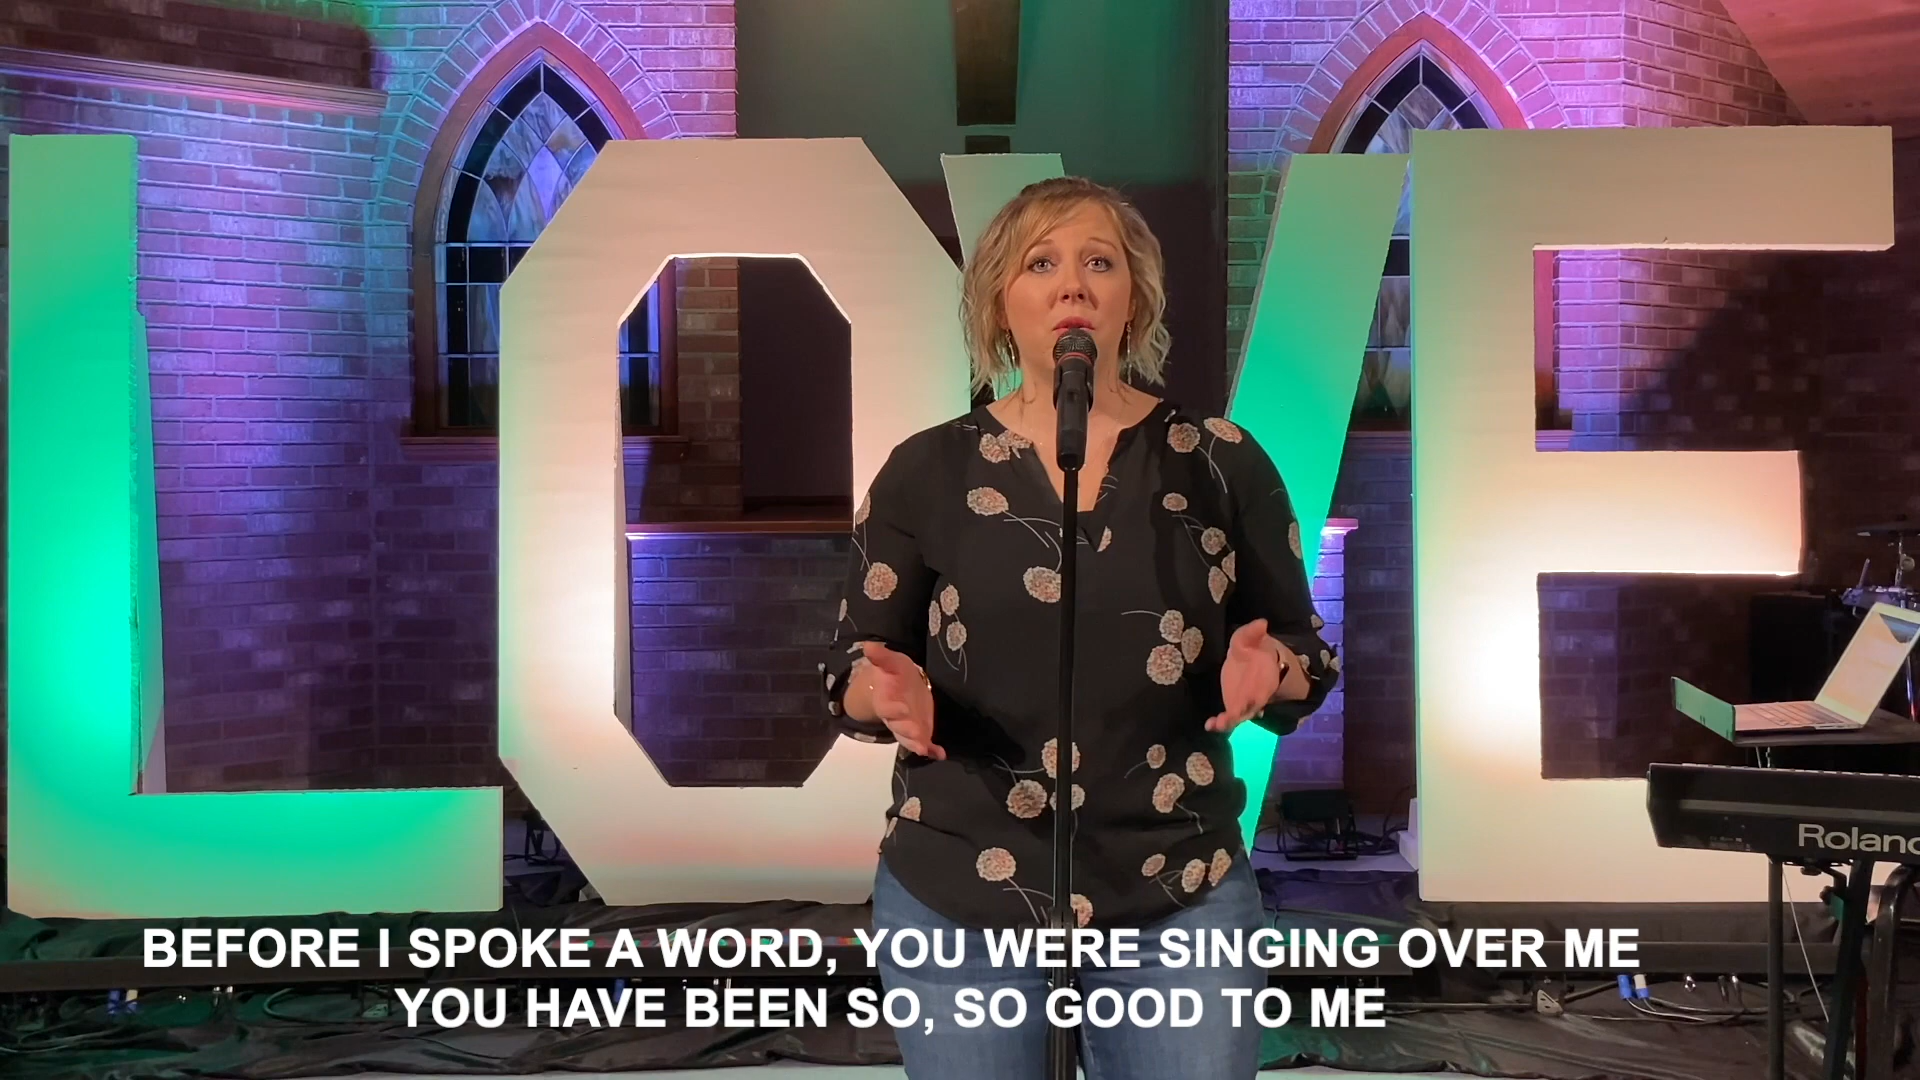 LOVE
Roland
BEFORE I SPOKE A WORD, YOU WERE SINGING OVER ME
YOU HAVE BEEN SO, SO GOOD TO ME